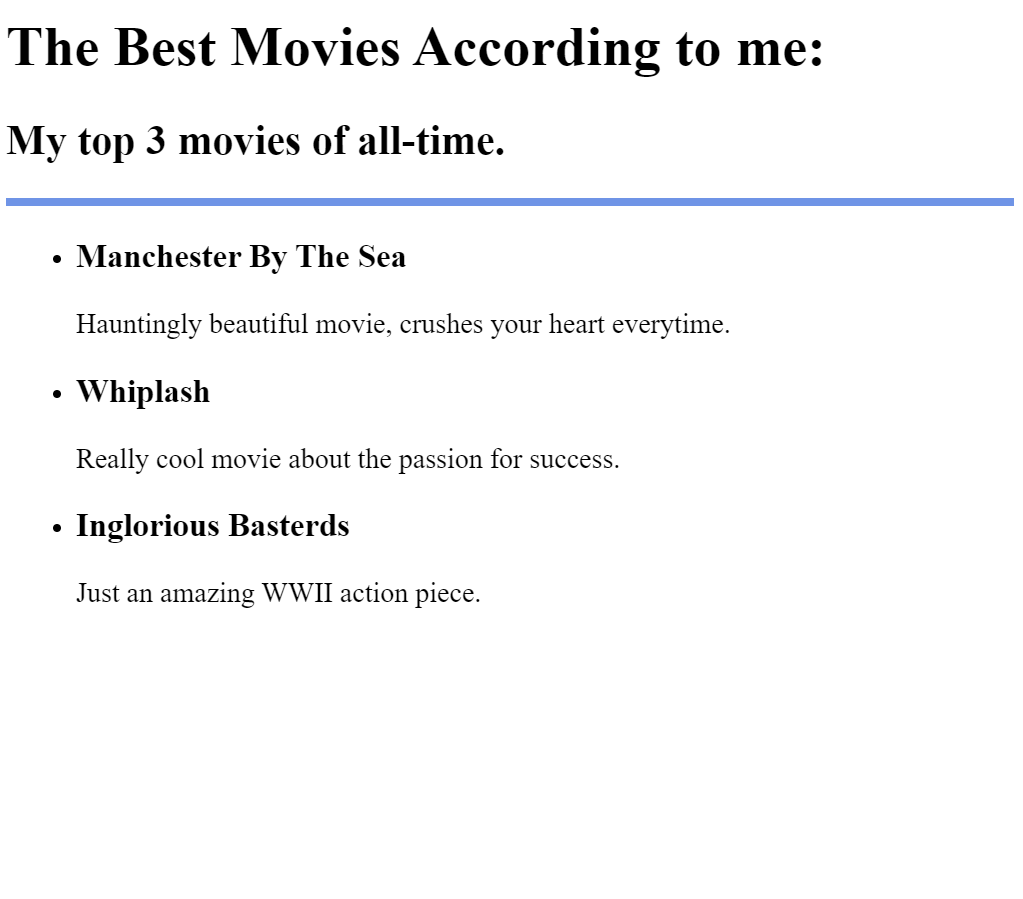 The Best Movies According to me:
My top 3 movies of all-time.
Manchester By The Sea
Hauntingly beautiful movie, crushes your heart everytime.
Whiplash
Really cool movie about the passion for success.
Inglorious Basterds
Just an amazing WWII action piece.